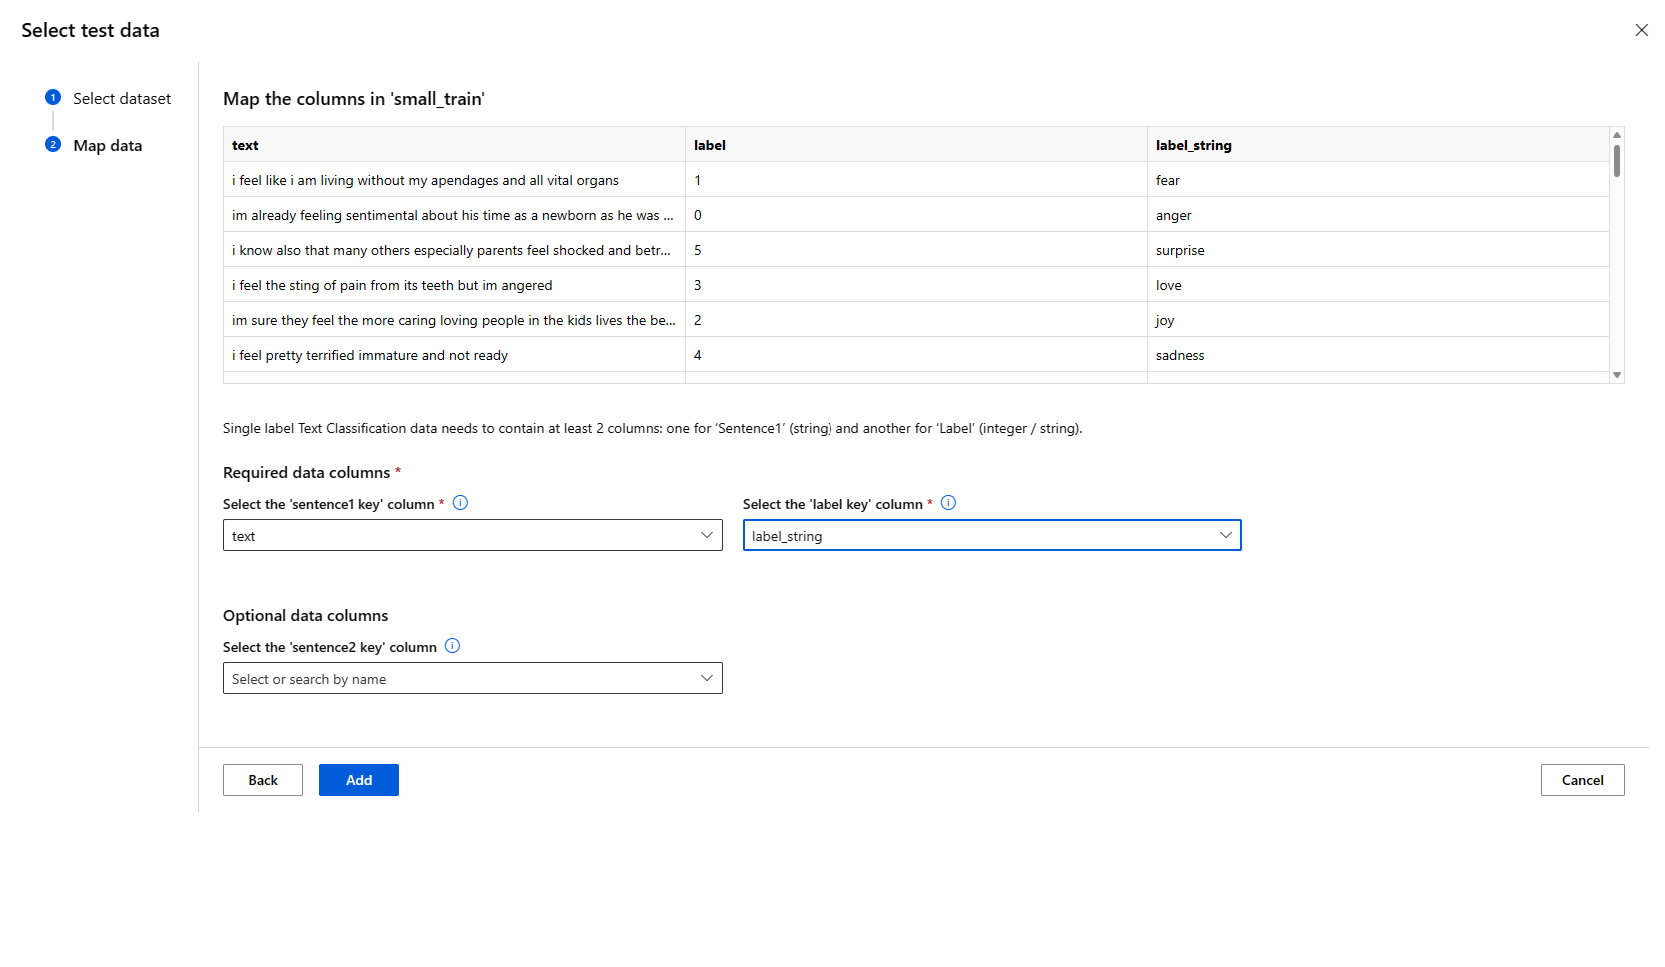 Select test data
1 Select dataset
2 Map data
Map the columns in 'small_train'
text label label_string
i feel like i am living without my apendages and all vital organs 1 fear
im already feeling sentimental about his time as a newborn as he was ... 0 anger
i know also that many others especially parents feel shocked and betr... 5 surprise
i feel the sting of pain from its teeth but im angered 3 love
im sure they feel the more caring loving people in the kids lives the be... 2 joy
i feel pretty terrified immature and not ready 4 sadness
Single label Text Classification data needs to contain at least 2 columns: one for ‘Sentence1’ (string) and another for ‘Label’ (integer / string).
Required data columns *
Select the 'sentence1 key' column * Select the 'label key' column *
text label_string
Optional data columns
Select the 'sentence2 key' column
Select or search by name
Back Add Cancel